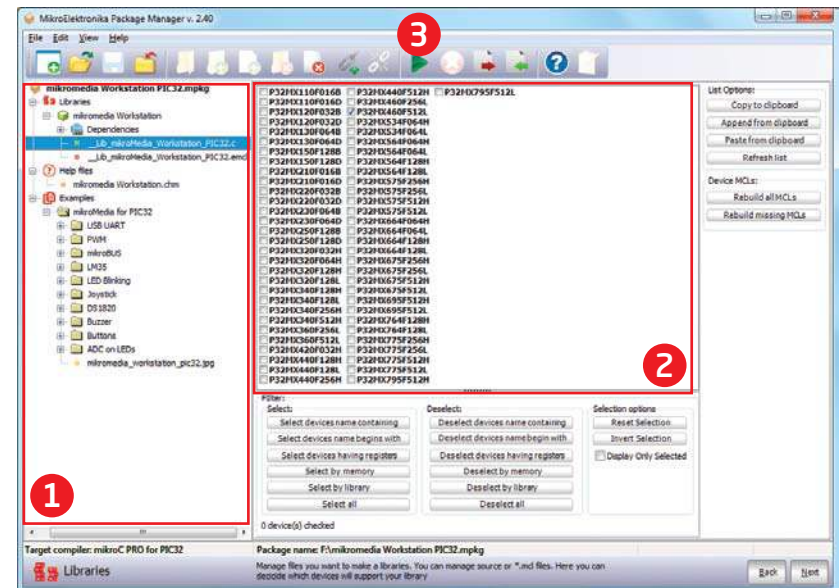 MikroElektronika Package Manager v. 2.40
File Edit View Help
3
mikromedia Workstation PIC32.mpkg
Libraries
mikromedia Workstation
Dependencies
__Lib_mikroMedia_Workstation_PIC32.c
__Lib_mikroMedia_Workstation_PIC32.emcl
Help files
mikromedia Workstation.chm
Examples
mikroMedia for PIC32
USB UART
PWM
mikroBUS
LM35
LED Blinking
Joystick
DS1820
Buzzer
Buttons
ADC on LEDs
mikromedia_workstation_pic32.jpg
1
P32MX110F016B P32MX440F512H P32MX795F512L
P32MX110F016D P32MX460F256L
P32MX120F032B P32MX460F512L
P32MX120F032D P32MX534F064H
P32MX130F064B P32MX534F064L
P32MX130F064D P32MX564F064H
P32MX150F128B P32MX564F064L
P32MX150F128D P32MX564F128H
P32MX210F016B P32MX564F128L
P32MX210F016D P32MX575F256H
P32MX220F032B P32MX575F256L
P32MX220F032D P32MX575F512H
P32MX230F064B P32MX575F512L
P32MX230F064D P32MX664F064H
P32MX250F128B P32MX664F064L
P32MX250F128D P32MX664F128H
P32MX320F032H P32MX664F128L
P32MX320F064H P32MX675F256H
P32MX320F128H P32MX675F256L
P32MX320F128L P32MX675F512H
P32MX340F128H P32MX675F512L
P32MX340F128L P32MX695F512H
P32MX340F256H P32MX695F512L
P32MX340F512H P32MX764F128H
P32MX360F256L P32MX764F128L
P32MX360F512L P32MX775F256H
P32MX420F032H P32MX775F256L
P32MX440F128H P32MX775F512H
P32MX440F128L P32MX775F512L
P32MX440F256H P32MX795F512H
2
List Options:
Copy to clipboard
Append from clipboard
Paste from clipboard
Refresh list
Device MCLs:
Rebuild all MCLs
Rebuild missing MCLs
Filter:
Select: Deselect: Selection options
Select devices name containing Deselect devices name containing Reset Selection
Select devices name begins with Deselect devices name begin with Invert Selection
Select devices having registers Deselect devices having registers Display Only Selected
Select by memory Deselect by memory
Select by library Deselect by library
Select all Deselect all
0 device(s) checked
Target compiler: mikroC PRO for PIC32 Package name: F:\mikromedia Workstation PIC32.mpkg
Libraries
Manage files you want to make a libraries. You can manage source or *.md files. Here you can
dedcide which devices will support your library
Back Next